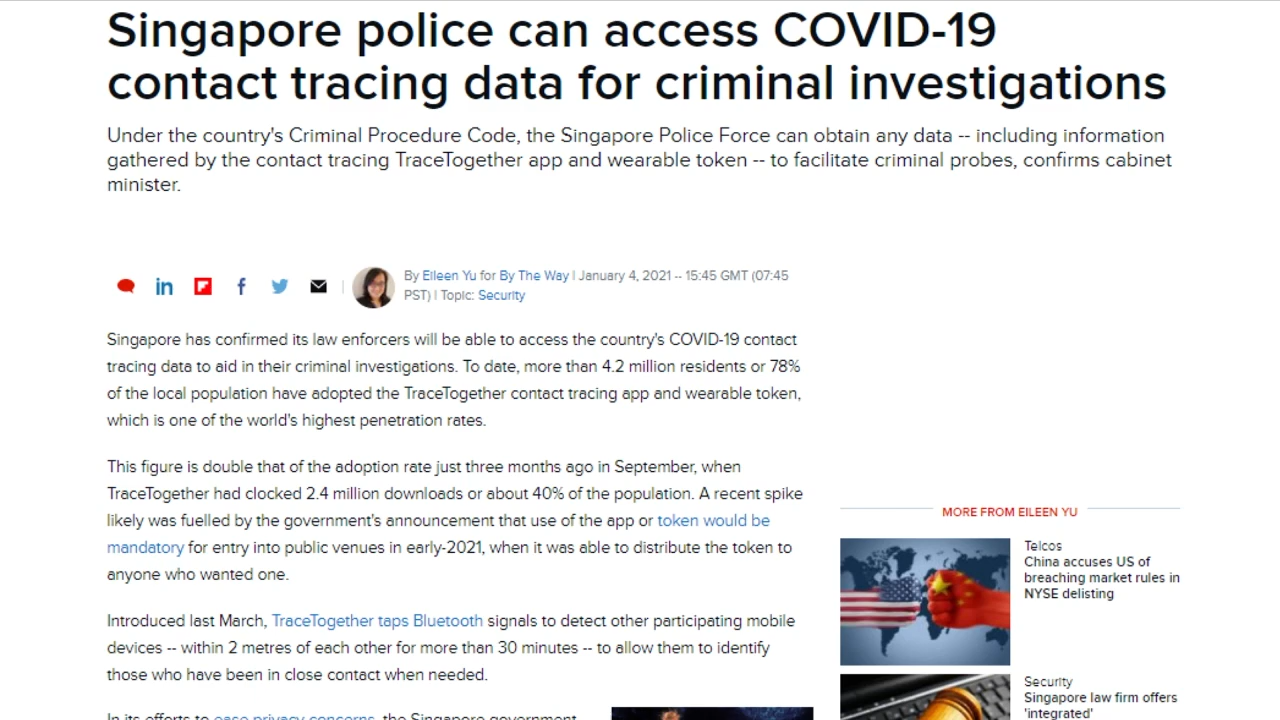 Singapore police can access COVID-19
contact tracing data for criminal investigations
Under the country's Criminal Procedure Code, the Singapore Police Force can obtain any data -- including information
gathered by the contact tracing TraceTogether app and wearable token -- to facilitate criminal probes, confirms cabinet
minister.
By Eileen Yu for By The Way | January 4, 2021 -- 15:45 GMT (07:45
PST) | Topic: Security
Singapore has confirmed its law enforcers will be able to access the country's COVID-19 contact
tracing data to aid in their criminal investigations. To date, more than 4.2 million residents or 78%
of the local population have adopted the TraceTogether contact tracing app and wearable token,
which is one of the world's highest penetration rates.
This figure is double that of the adoption rate just three months ago in September, when
TraceTogether had clocked 2.4 million downloads or about 40% of the population. A recent spike
likely was fuelled by the government's announcement that use of the app or token would be
mandatory for entry into public venues in early-2021, when it was able to distribute the token to
anyone who wanted one.
Introduced last March, TraceTogether taps Bluetooth signals to detect other participating mobile
devices -- within 2 metres of each other for more than 30 minutes -- to allow them to identify
those who have been in close contact when needed.
In its efforts to ease privacy concerns, the Singapore government
MORE FROM EILEEN YU
Telcos
China accuses US of
breaching market rules in
NYSE delisting
Security
Singapore law firm offers
'integrated'